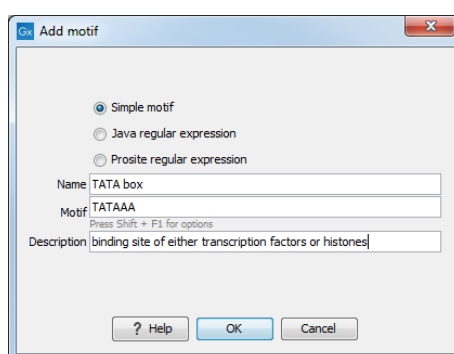 Gx Add motif
Simple motif
Java regular expression
Prosite regular expression
Name TATA box
Motif TATAAA
Press Shift + F1 for options
Description binding site of either transcription factors or histones
? Help OK Cancel